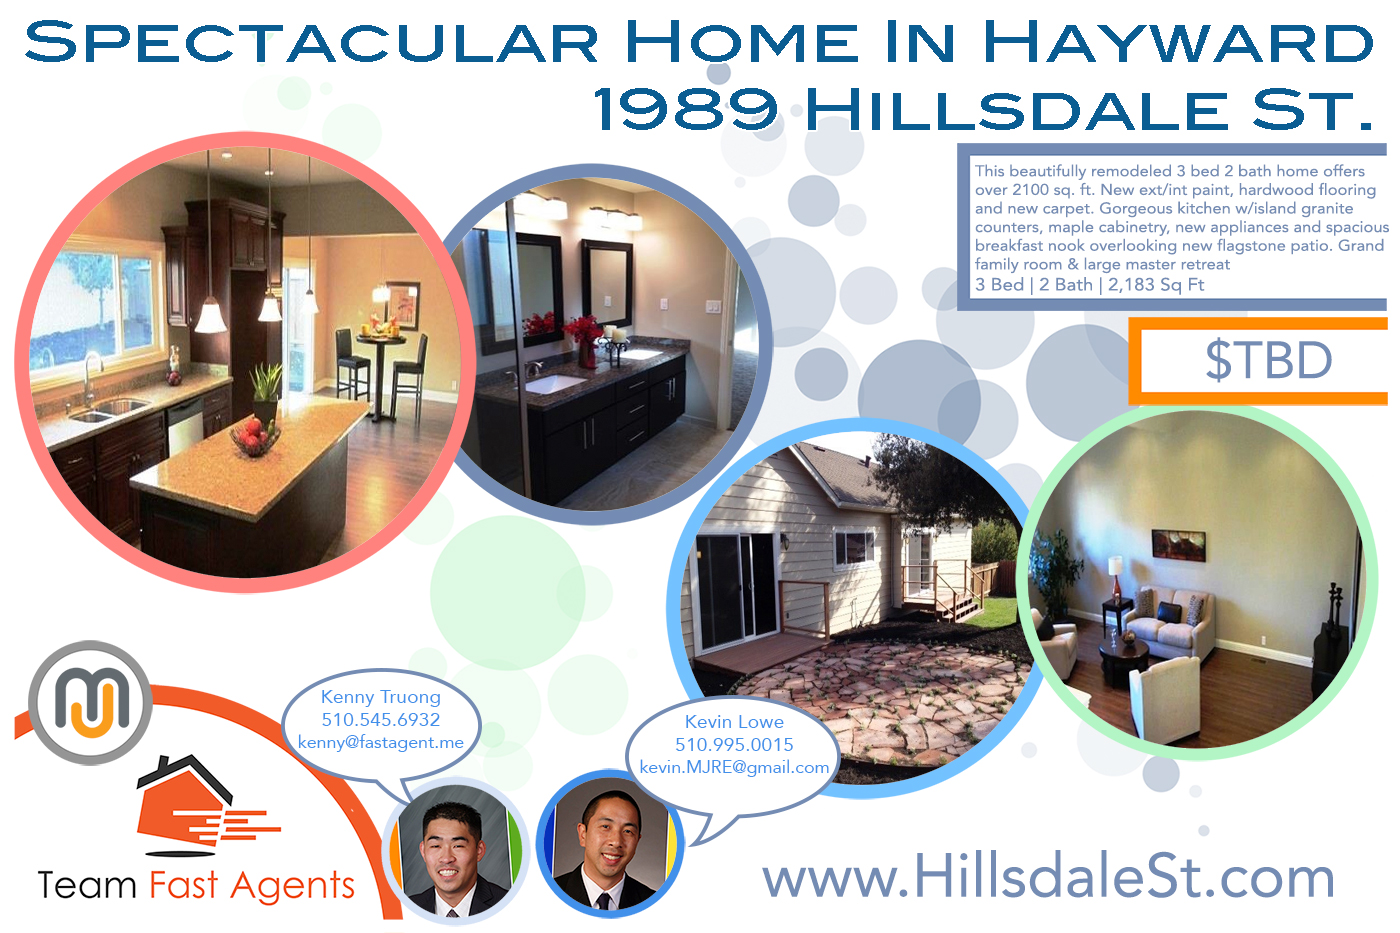 Spectacular Home In Hayward
1989 Hillsdale St.
This beautifully remodeled 3 bed 2 bath home offers
over 2100 sq. ft. New ext/int paint, hardwood flooring
and new carpet. Gorgeous kitchen w/island granite
counters, maple cabinetry, new appliances and spacious
breakfast nook overlooking new flagstone patio. Grand
family room & large master retreat
3 Bed | 2 Bath | 2,183 Sq Ft
$TBD
Kenny Truong
510.545.6932
kenny@fastagent.me
Kevin Lowe
510.995.0015
kevin.MJRE@gmail.com
Team Fast Agents
www.HillsdaleSt.com